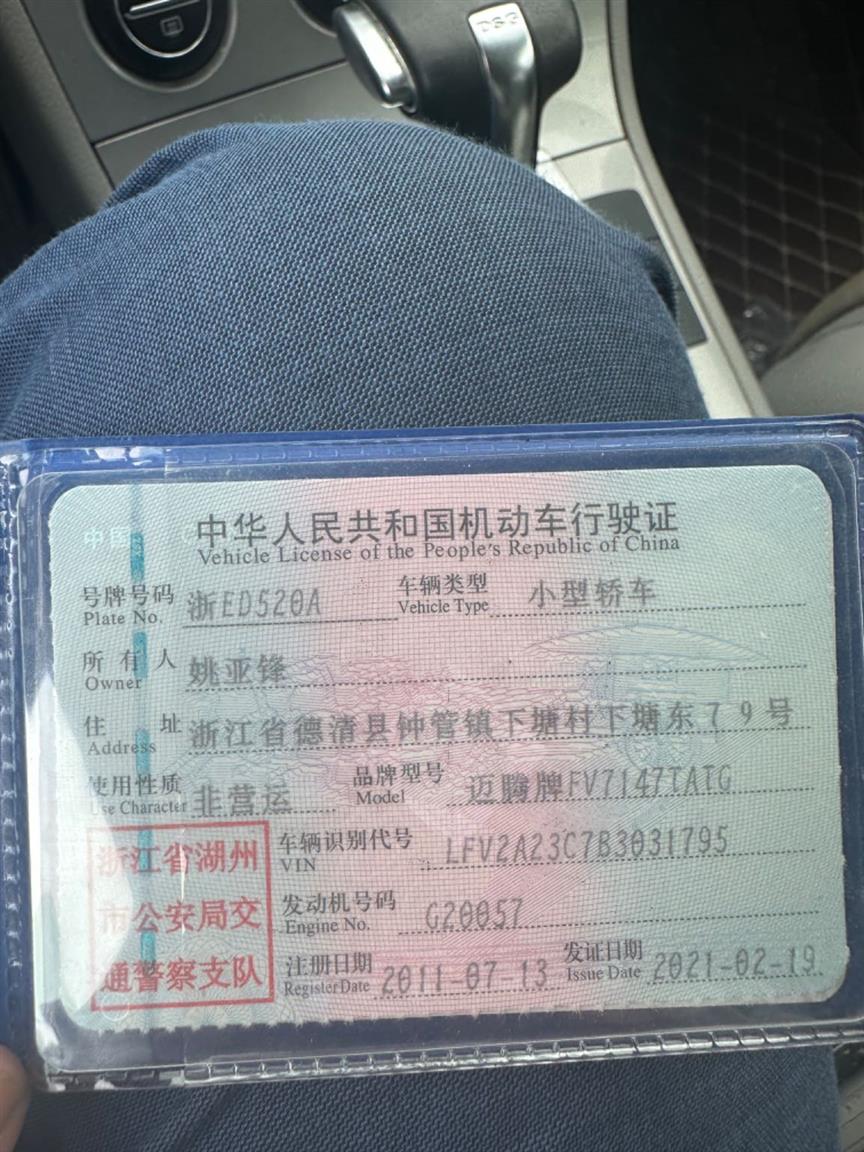 DSG
中国
中华人民共和国机动车行驶证
Vehicle License of the People's Republic of China
号牌号码 浙ED520A 车辆类型 小型轿车
Plate No. Vehicle Type
所有人 姚亚锋
Owner
住址 浙江省德清县钟管镇下塘村下塘东79号
Address
使用性质 非营运 品牌型号 迈腾牌FV7147TATG
Use Character Model
浙江省湖州
市公安局交
通警察支队
车辆识别代号 LFV2A23C7B3031795
VIN
发动机号码 G20057
Engine No.
注册日期 2011-07-13 发证日期 2021-02-19
Register Date Issue Date